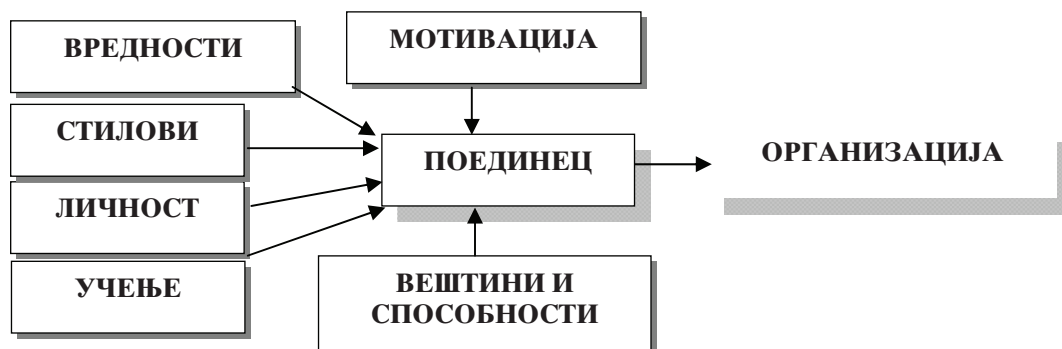 ВРЕДНОСТИ
МОТИВАЦИЈА
СТИЛОВИ
ПОЕДИНЕЦ
ОРГАНИЗАЦИЈА
ЛИЧНОСТ
УЧЕЊЕ
ВЕШТИНИ И
СПОСОБНОСТИ